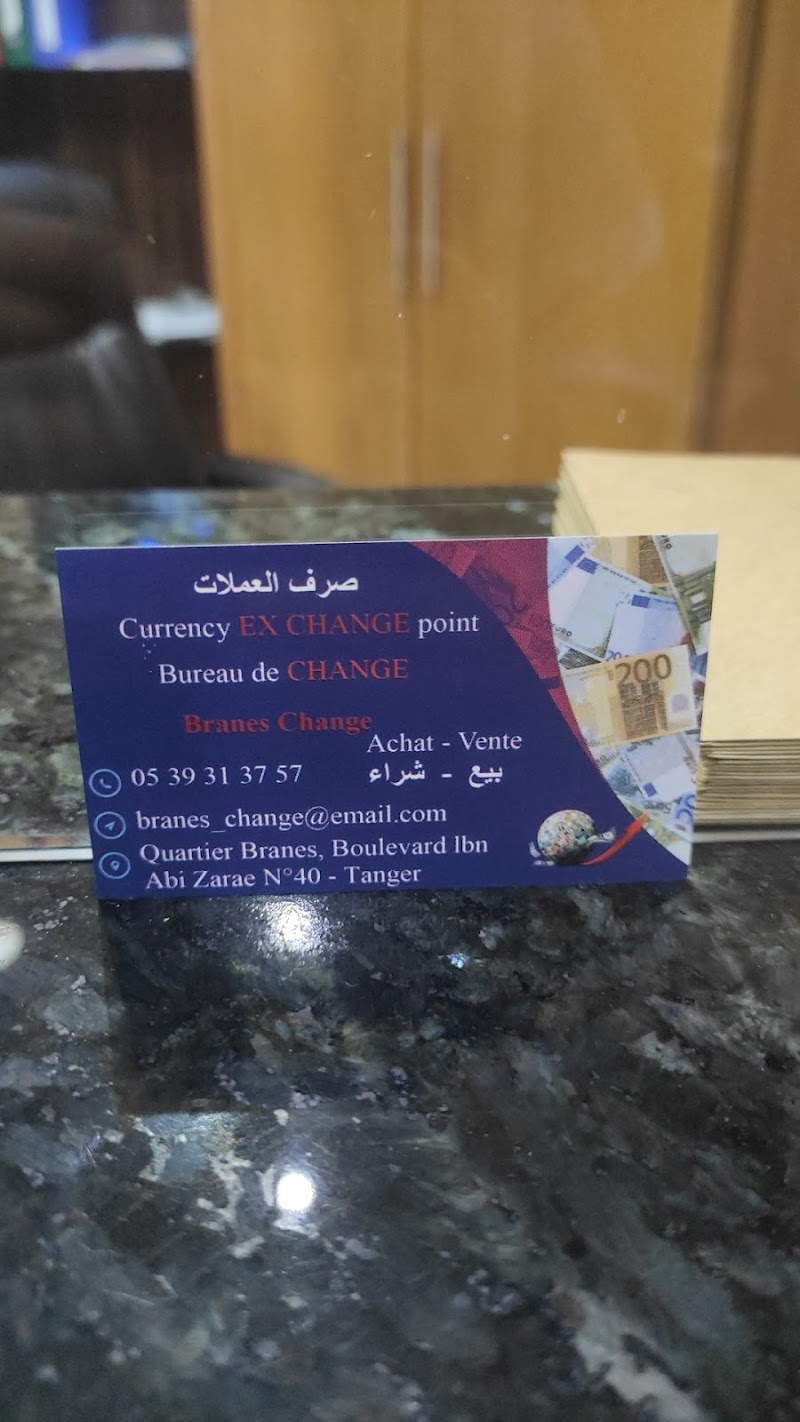 صرف العملات
Currency EX CHANGE point
Bureau de CHANGE
Branes Change
Achat - Vente
05 39 31 37 57
بيع - شراء
branes_change@email.com
Quartier Branes, Boulevard lbn
Abi Zarae N°40 - Tanger
200